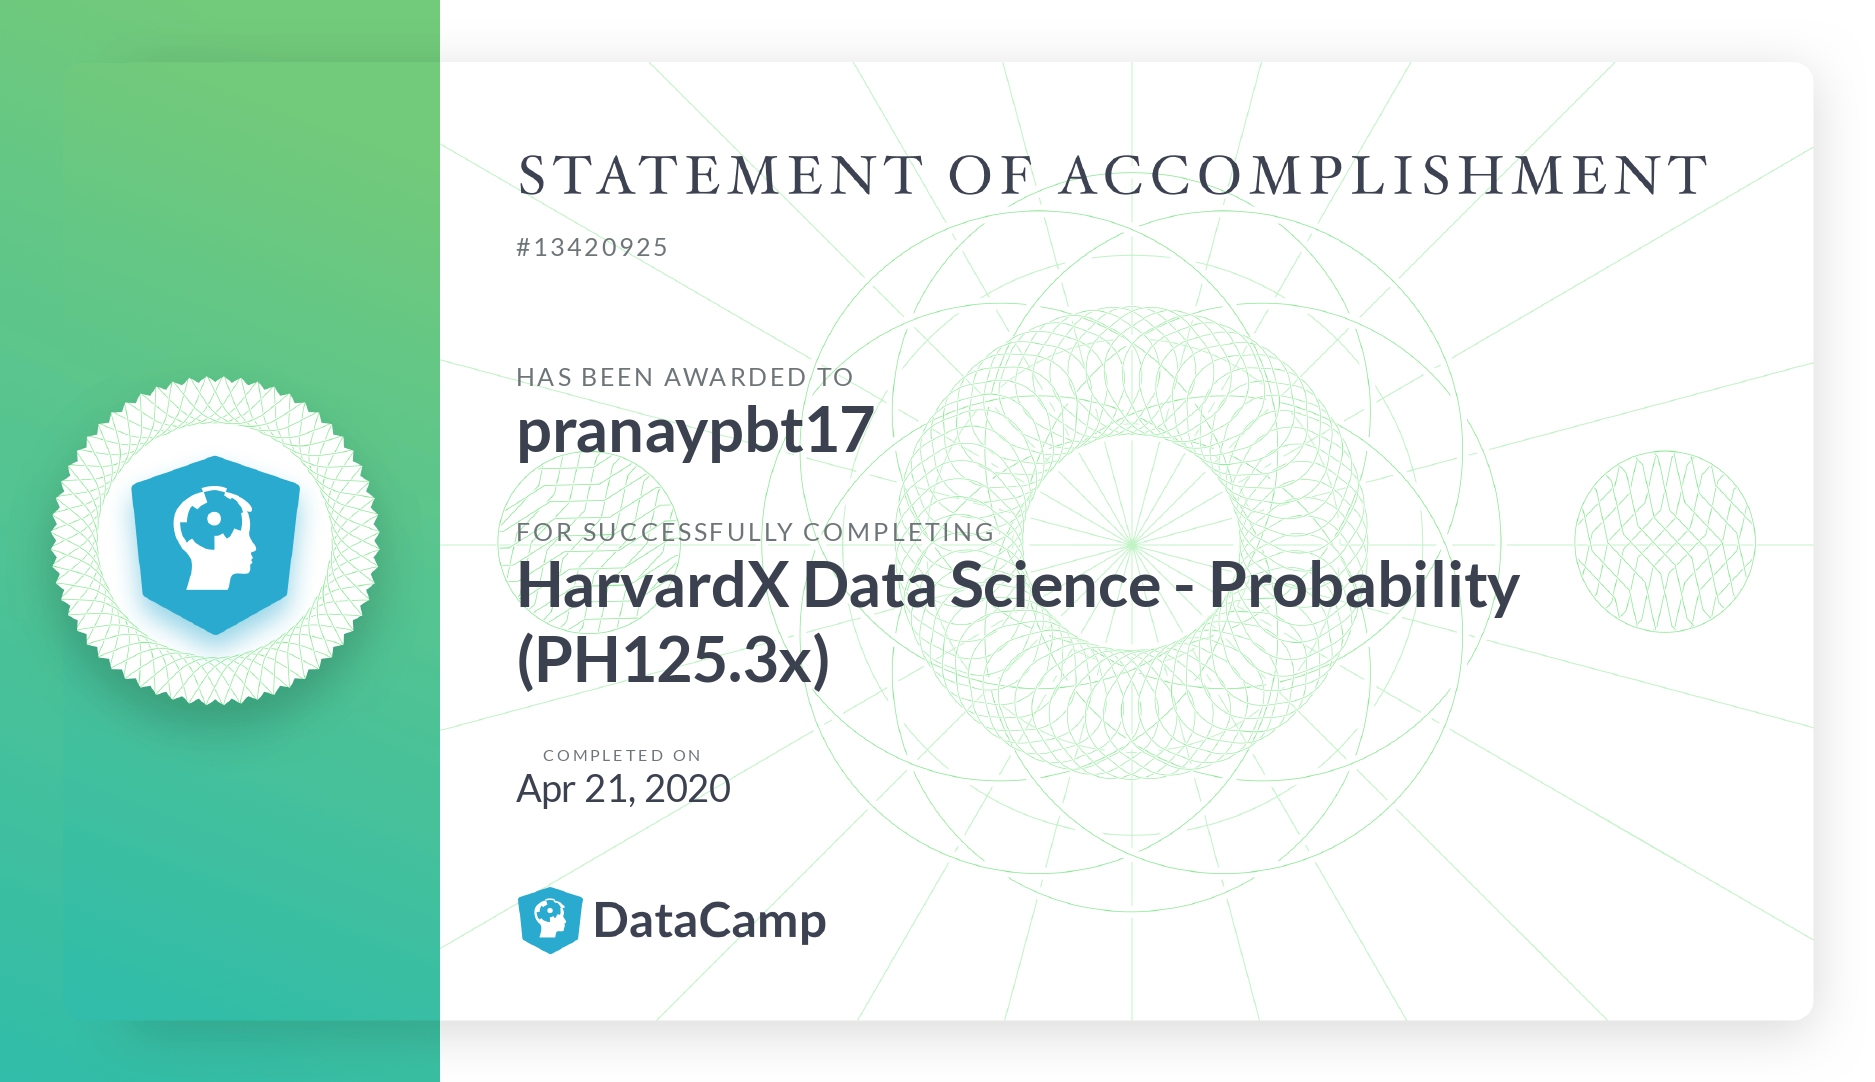 STATEMENT OF ACCOMPLISHMENT
#13420925
HAS BEEN AWARDED TO
pranaypbt17
FOR SUCCESSFULLY COMPLETING
HarvardX Data Science - Probability
(PH125.3x)
COMPLETED ON
Apr 21, 2020
DataCamp